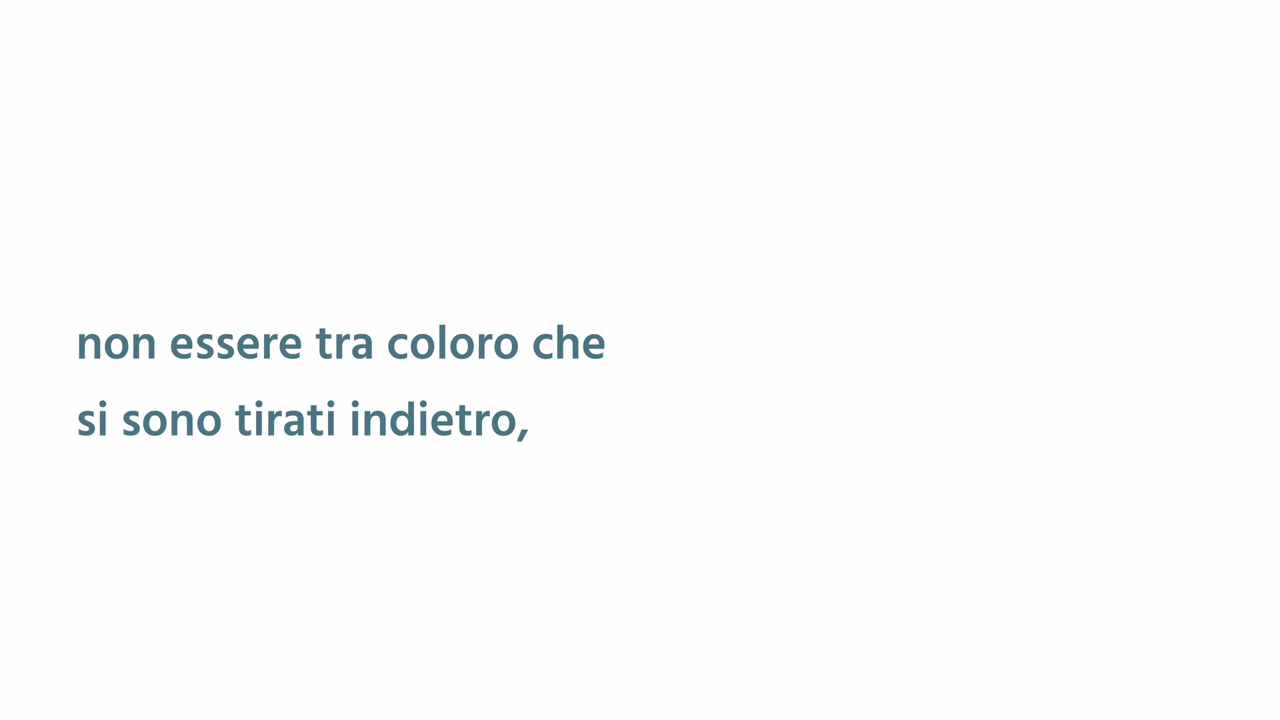 non essere tra coloro che
si sono tirati indietro,